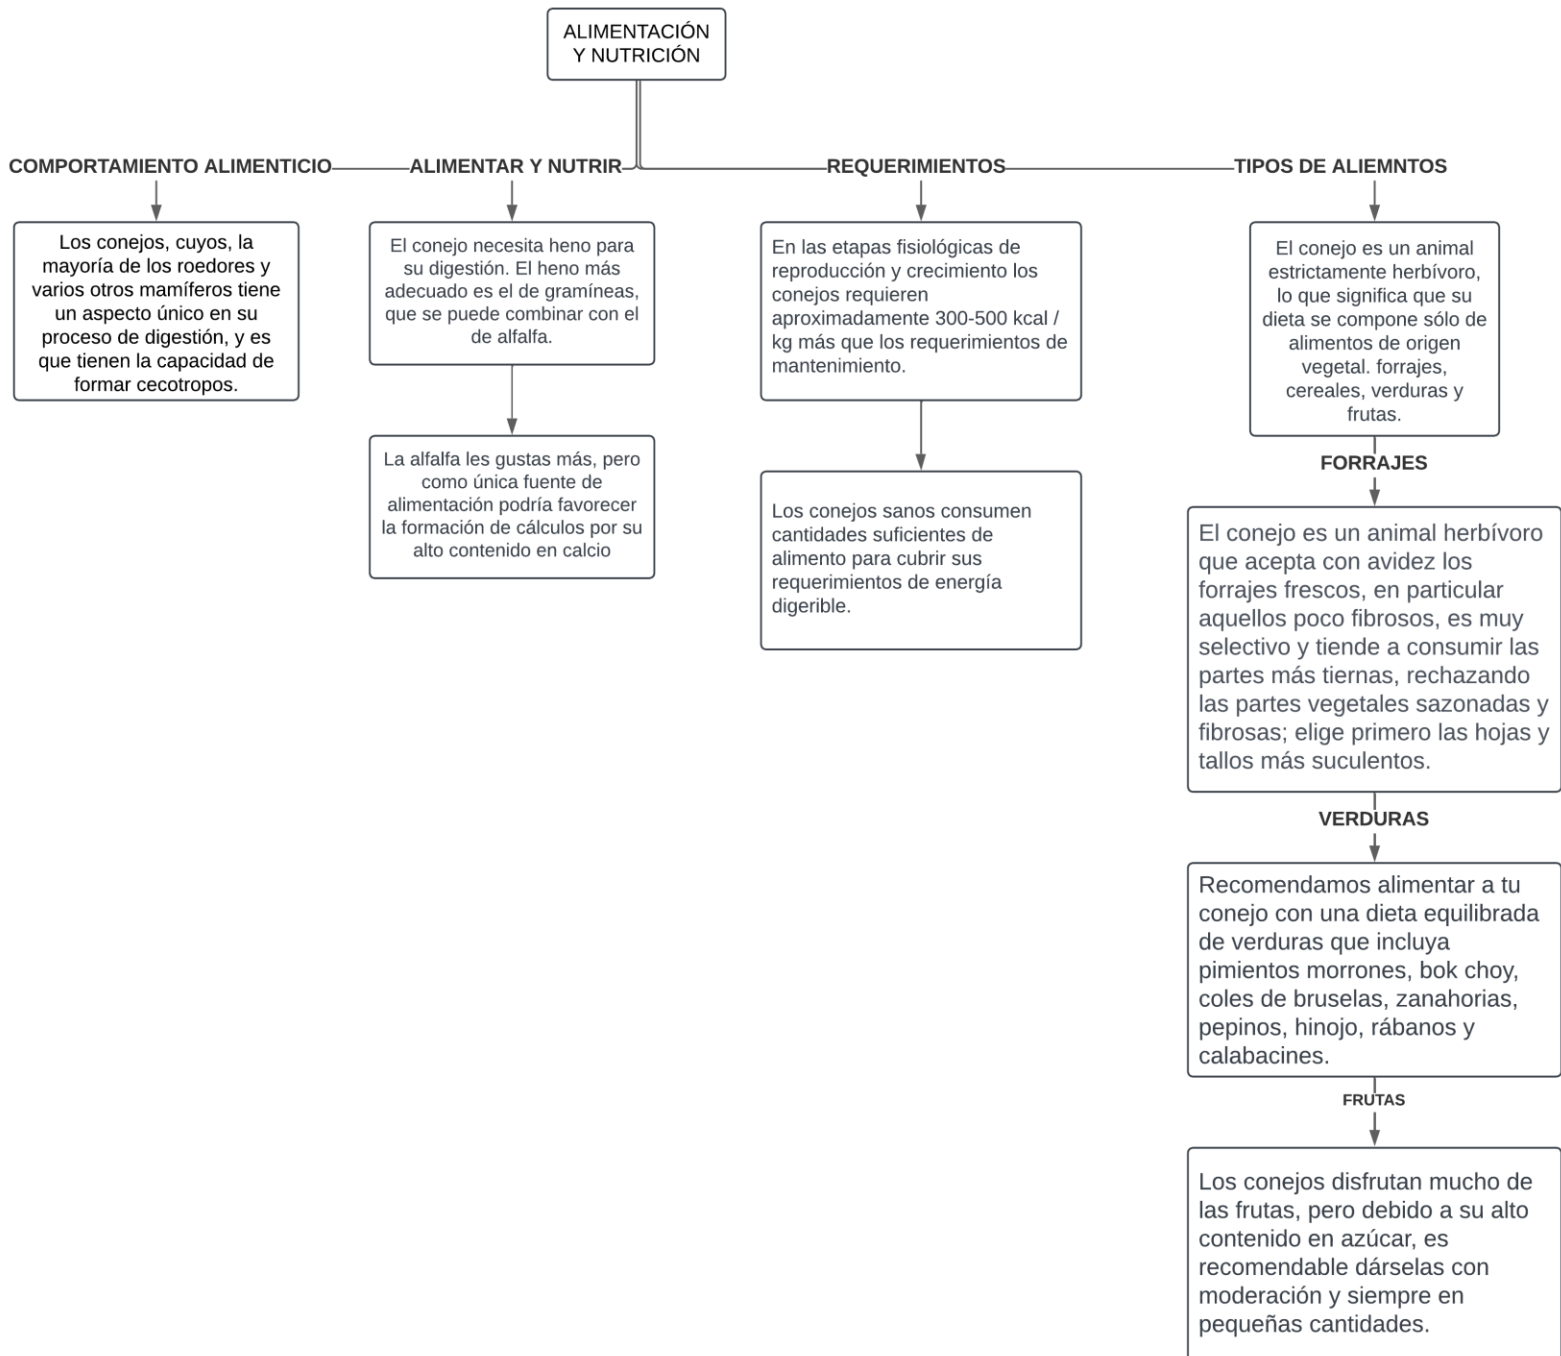 ALIMENTACIÓN
Y NUTRICIÓN
COMPORTAMIENTO ALIMENTICIO
Los conejos, cuyos, la
mayoría de los roedores y
varios otros mamíferos tiene
un aspecto único en su
proceso de digestión, y es
que tienen la capacidad de
formar cecotropos.
ALIMENTAR Y NUTRIR
El conejo necesita heno para
su digestión. El heno más
adecuado es el de gramíneas,
que se puede combinar con el
de alfalfa.
La alfalfa les gustas más, pero
como única fuente de
alimentación podría favorecer
la formación de cálculos por su
alto contenido en calcio
REQUERIMIENTOS
En las etapas fisiológicas de
reproducción y crecimiento los
conejos requieren
aproximadamente 300-500 kcal /
kg más que los requerimientos de
mantenimiento.
Los conejos sanos consumen
cantidades suficientes de
alimento para cubrir sus
requerimientos de energía
digerible.
TIPOS DE ALIEMNTOS
El conejo es un animal
estrictamente herbívoro,
lo que significa que su
dieta se compone sólo de
alimentos de origen
vegetal. forrajes,
cereales, verduras y
frutas.
FORRAJES
El conejo es un animal herbívoro
que acepta con avidez los
forrajes frescos, en particular
aquellos poco fibrosos, es muy
selectivo y tiende a consumir las
partes más tiernas, rechazando
las partes vegetales sazonadas y
fibrosas; elige primero las hojas y
tallos más suculentos.
VERDURAS
Recomendamos alimentar a tu
conejo con una dieta equilibrada
de verduras que incluya
pimientos morrones, bok choy,
coles de bruselas, zanahorias,
pepinos, hinojo, rábanos y
calabacines.
FRUTAS
Los conejos disfrutan mucho de
las frutas, pero debido a su alto
contenido en azúcar, es
recomendable dárselas con
moderación y siempre en
pequeñas cantidades.